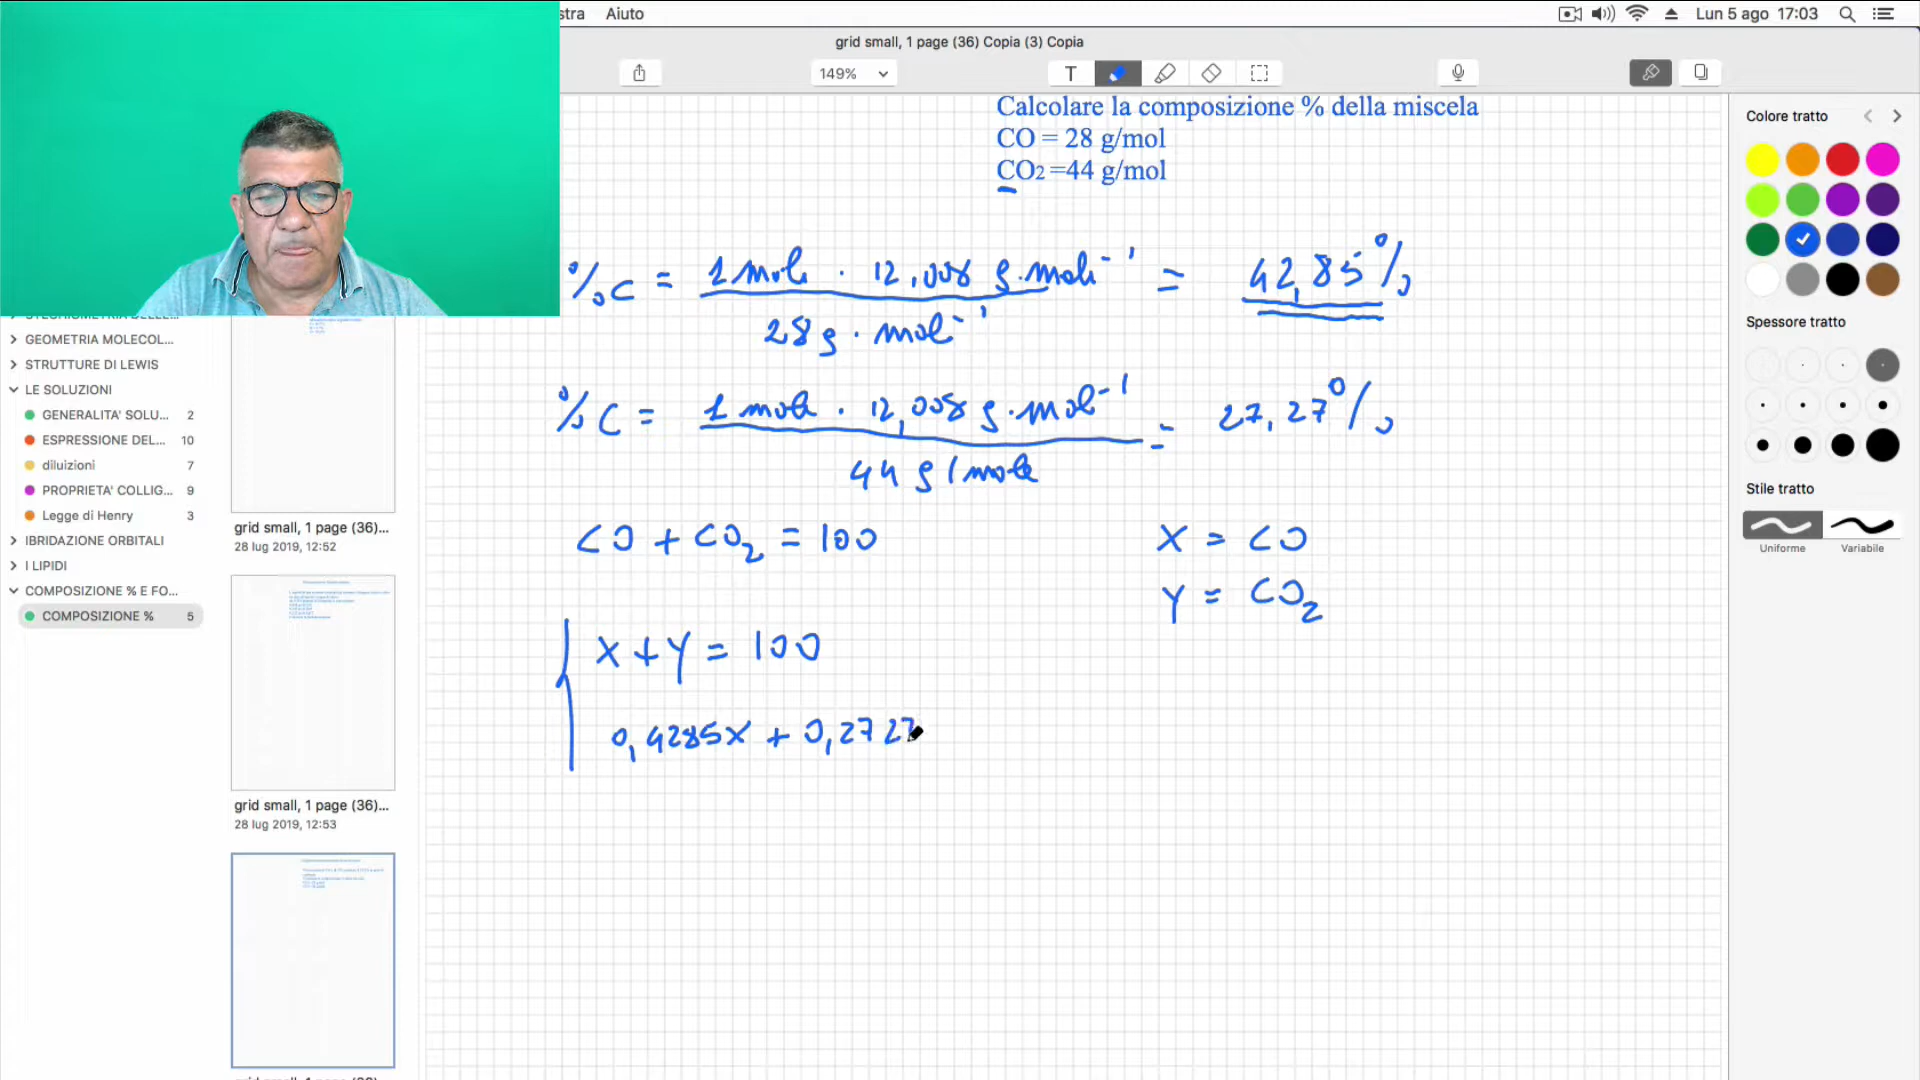 stra Aiuto Lun 5 ago 17:03
grid small, 1 page (36) Copia (3) Copia
149% T
Calcolare la composizione % della miscela
CO = 28 g/mol
CO2 =44 g/mol
%C = 1 mole · 12,008 g·mole⁻¹ = 42,85%
28g · mol⁻¹
%C = 1 mole · 12,008 g·mol⁻¹ = 27,27%
44 g/mole
CO + CO2 = 100
X = CO
Y = CO2
X + Y = 100
0,4285X + 0,2727
GEOMETRIA MOLECOL...
STRUTTURE DI LEWIS
LE SOLUZIONI
GENERALITA' SOLU... 2
ESPRESSIONE DEL... 10
diluizioni 7
PROPRIETA' COLLIG... 9
Legge di Henry 3
IBRIDAZIONE ORBITALI
I LIPIDI
COMPOSIZIONE % E FO...
COMPOSIZIONE % 5
grid small, 1 page (36)...
28 lug 2019, 12:52
grid small, 1 page (36)...
28 lug 2019, 12:53
Colore tratto
Spessore tratto
Stile tratto
Uniforme Variabile